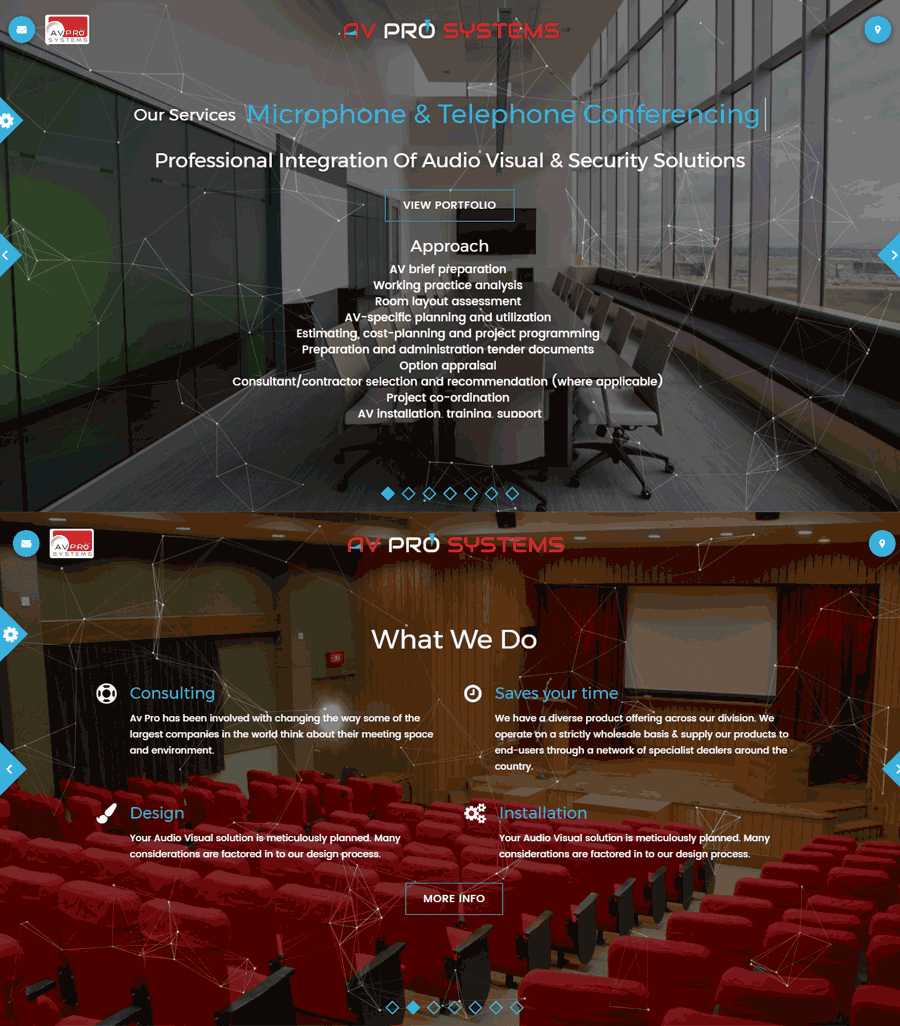 AVPRO
SYSTEMS
AV PRO SYSTEMS
Our Services Microphone & Telephone Conferencing
Professional Integration Of Audio Visual & Security Solutions
VIEW PORTFOLIO
Approach
AV brief preparation
Working practice analysis
Room layout assessment
AV-specific planning and utilization
Estimating, cost-planning and project programming
Preparation and administration tender documents
Option appraisal
Consultant/contractor selection and recommendation (where applicable)
Project co-ordination
AV installation, training, support
AVPRO
SYSTEMS
AV PRO SYSTEMS
What We Do
Consulting
Av Pro has been involved with changing the way some of the
largest companies in the world think about their meeting space
and environment.
Saves your time
We have a diverse product offering across our division. We
operate on a strictly wholesale basis & supply our products to
end-users through a network of specialist dealers around the
country.
Design
Your Audio Visual solution is meticulously planned. Many
considerations are factored in to our design process.
Installation
Your Audio Visual solution is meticulously planned. Many
considerations are factored in to our design process.
MORE INFO